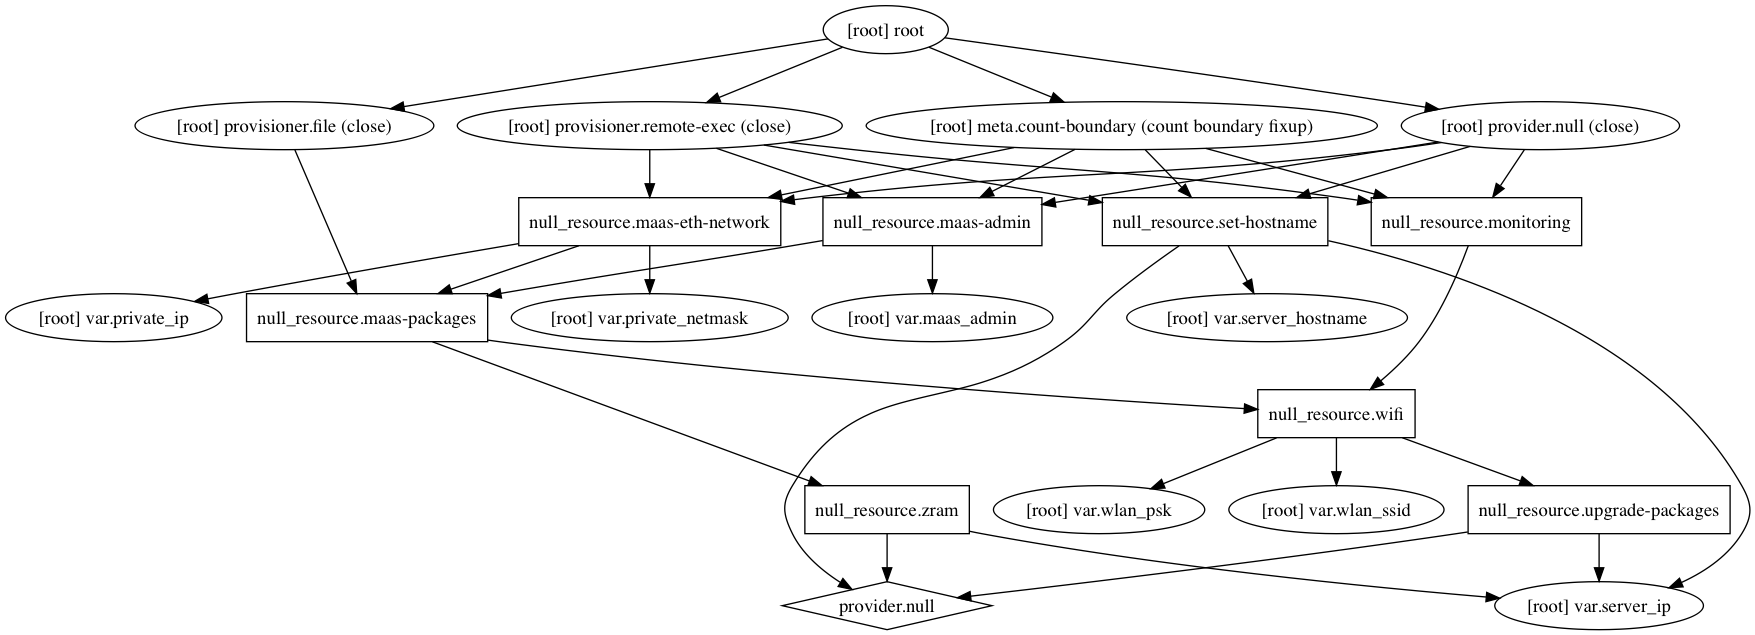 [root] root
[root] provisioner.file (close)
[root] provisioner.remote-exec (close)
[root] meta.count-boundary (count boundary fixup)
[root] provider.null (close)
null_resource.maas-eth-network
null_resource.maas-admin
null_resource.set-hostname
null_resource.monitoring
[root] var.private_ip
null_resource.maas-packages
[root] var.private_netmask
[root] var.maas_admin
[root] var.server_hostname
null_resource.wifi
null_resource.zram
[root] var.wlan_psk
[root] var.wlan_ssid
null_resource.upgrade-packages
provider.null
[root] var.server_ip